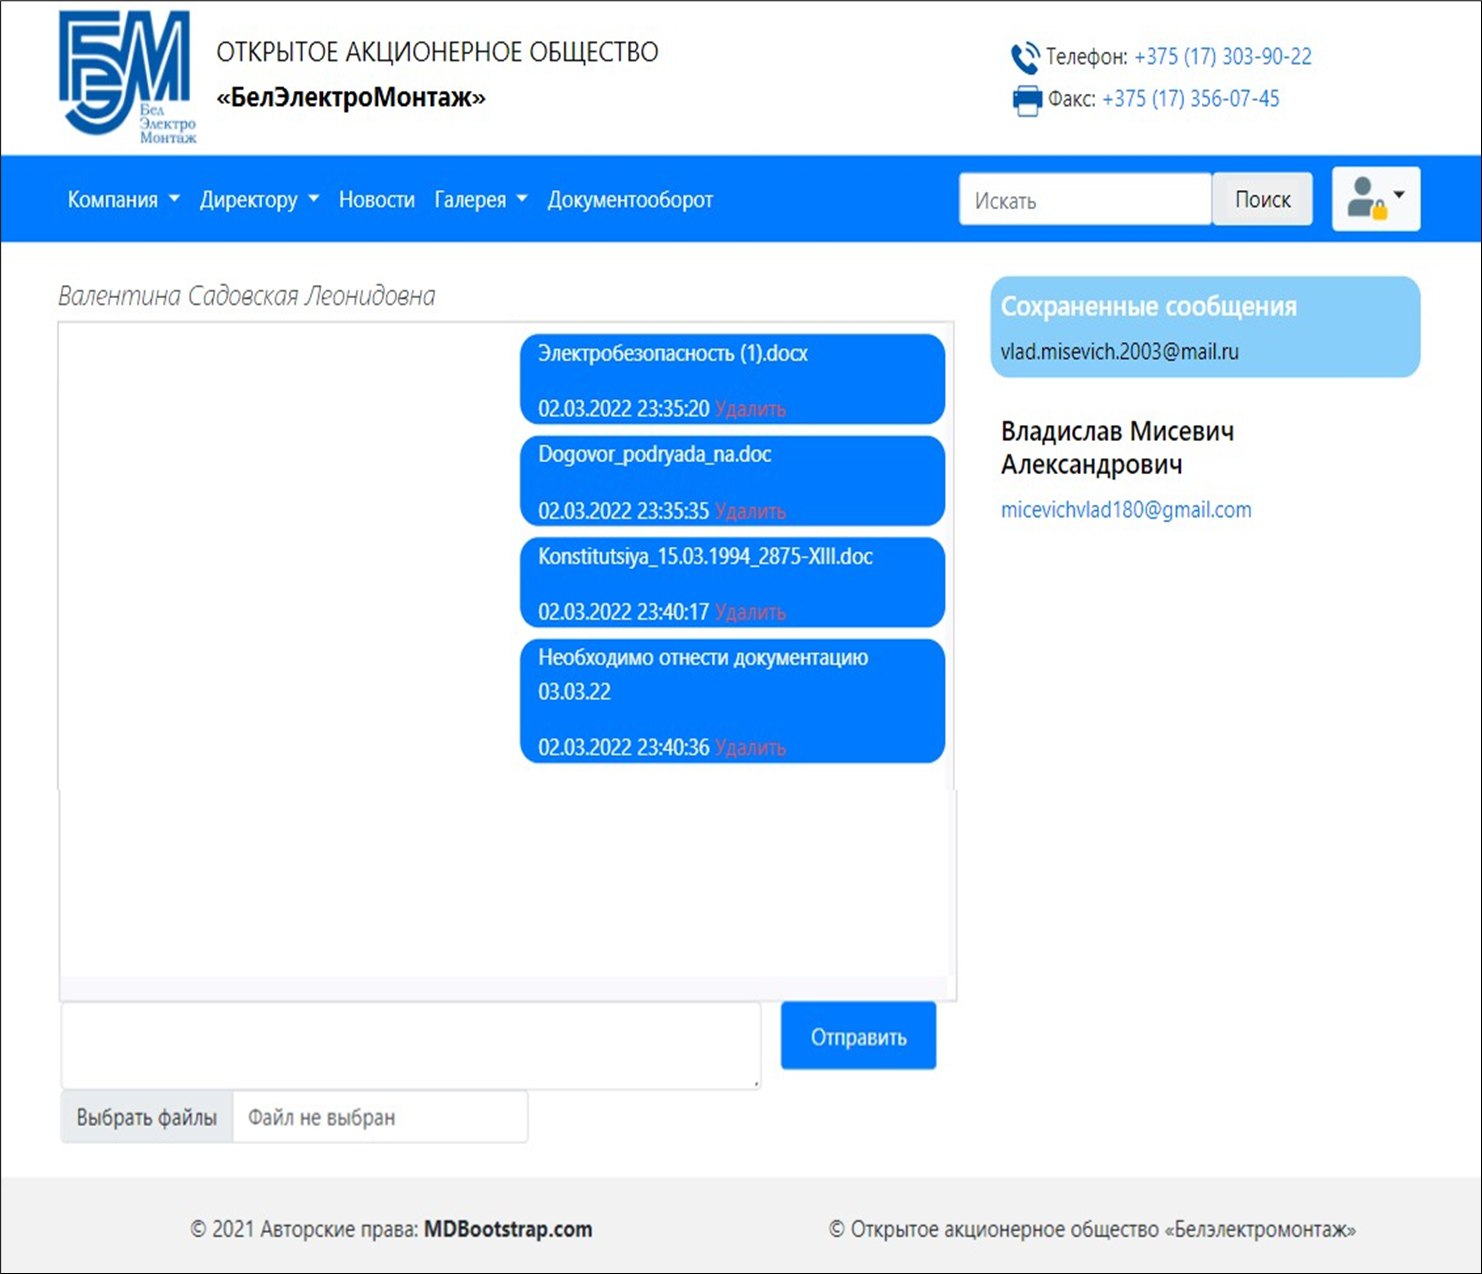 БЭМ
Бел
Электро
Монтаж
ОТКРЫТОЕ АКЦИОНЕРНОЕ ОБЩЕСТВО
«БелЭлектроМонтаж»
Телефон: +375 (17) 303-90-22
Факс: +375 (17) 356-07-45
Компания Директору Новости Галерея Документооборот Искать Поиск
Валентина Садовская Леонидовна
Электробезопасность (1).docx
02.03.2022 23:35:20 Удалить
Dogovor_podryada_na.doc
02.03.2022 23:35:35 Удалить
Konstitutsiya_15.03.1994_2875-XIII.doc
02.03.2022 23:40:17 Удалить
Необходимо отнести документацию
03.03.22
02.03.2022 23:40:36 Удалить
Сохраненные сообщения
vlad.misevich.2003@mail.ru
Владислав Мисевич
Александрович
micevichvlad180@gmail.com
Отправить
Выбрать файлы Файл не выбран
© 2021 Авторские права: MDBootstrap.com
© Открытое акционерное общество «Белэлектромонтаж»